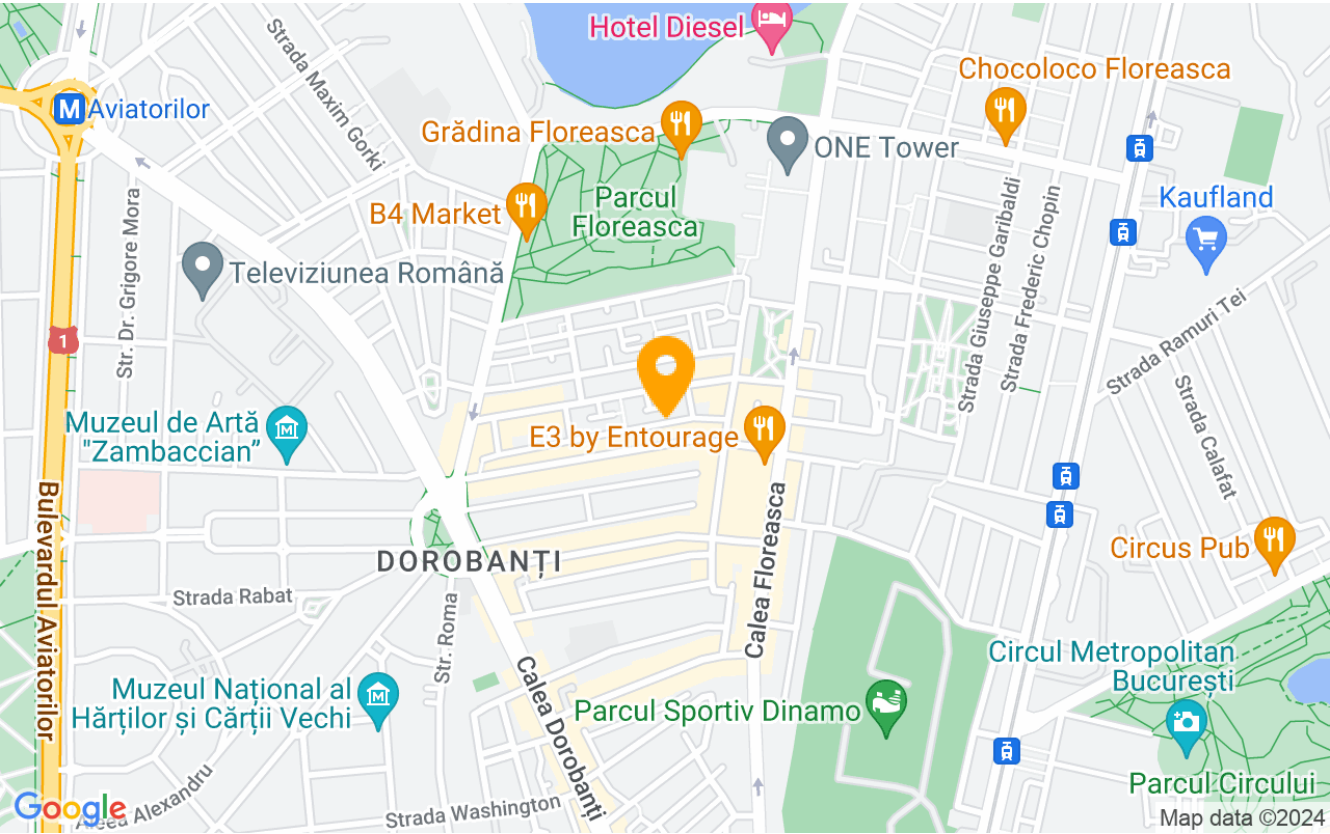 Hotel Diesel
Strada Maxim Gorki
Chocoloco Floreasca
M
Aviatorilor
Grădina Floreasca
ONE Tower
Parcul
Floreasca
B4 Market
Kaufland
Str. Dr. Grigore Mora
Strada Giuseppe Garibaldi
Strada Frederic Chopin
Televiziunea Română
1
Strada Ramuri Tei
Muzeul de Artă
"Zambaccian”
M
E3 by Entourage
Strada Calafat
Bulevardul Aviatorilor
Calea Floreasca
DOROBANȚI
Circus Pub
Strada Rabat
Str. Roma
Circul Metropolitan
București
Muzeul Național al
Hărților și Cărții Vechi
M
Calea Dorobanți
Parcul Sportiv Dinamo
Parcul Circului
Aleea Alexandru
Strada Washington
Google
Map data ©2024